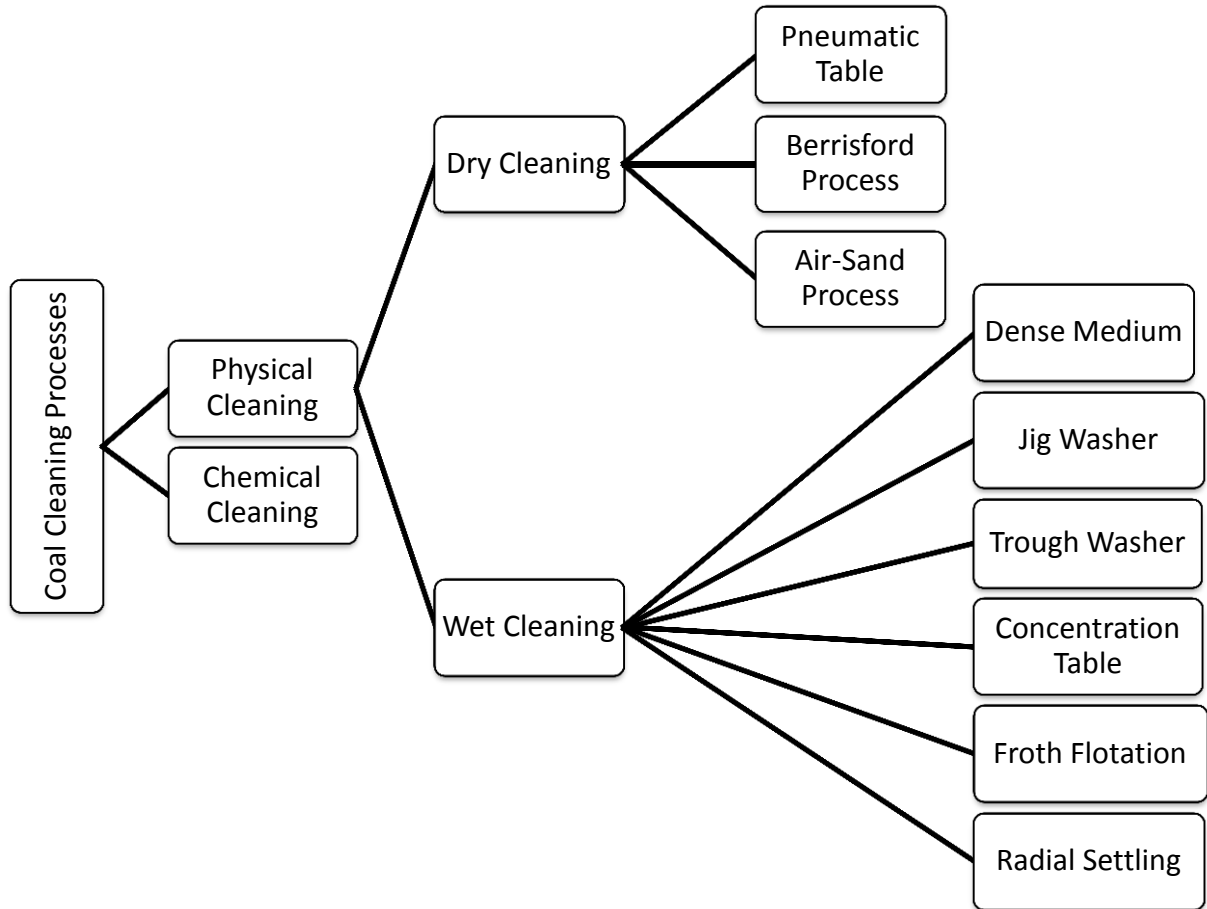 Coal Cleaning Processes
Physical
Cleaning
Chemical
Cleaning
Dry Cleaning
Wet Cleaning
Pneumatic
Table
Berrisford
Process
Air-Sand
Process
Dense Medium
Jig Washer
Trough Washer
Concentration
Table
Froth Flotation
Radial Settling